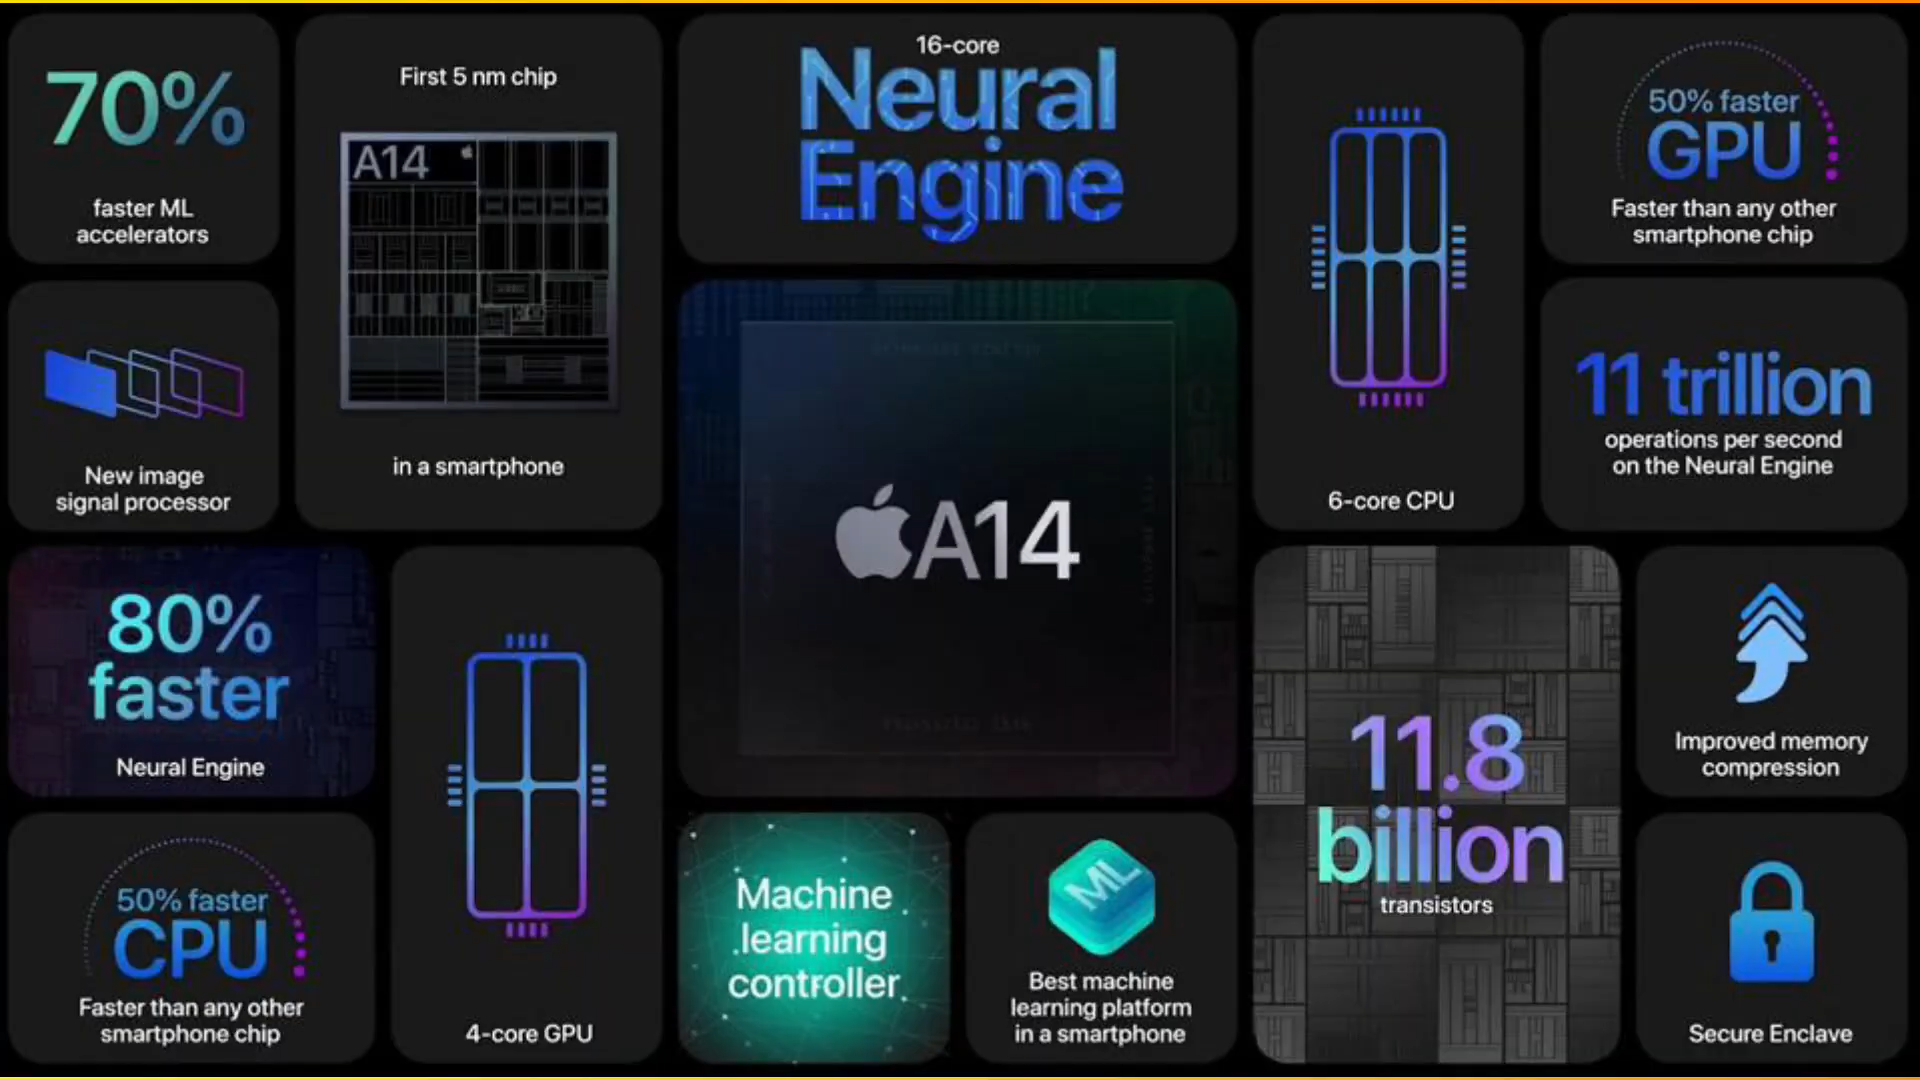 70%
faster ML
accelerators
First 5 nm chip
A14
in a smartphone
16-core
Neural
Engine
6-core CPU
50% faster
GPU
Faster than any other
smartphone chip
New image
signal processor
A14
11 trillion
operations per second
on the Neural Engine
80%
faster
Neural Engine
4-core GPU
11.8
billion
transistors
Improved memory
compression
50% faster
CPU
Faster than any other
smartphone chip
Machine
learning
controller
ML
Best machine
learning platform
in a smartphone
Secure Enclave